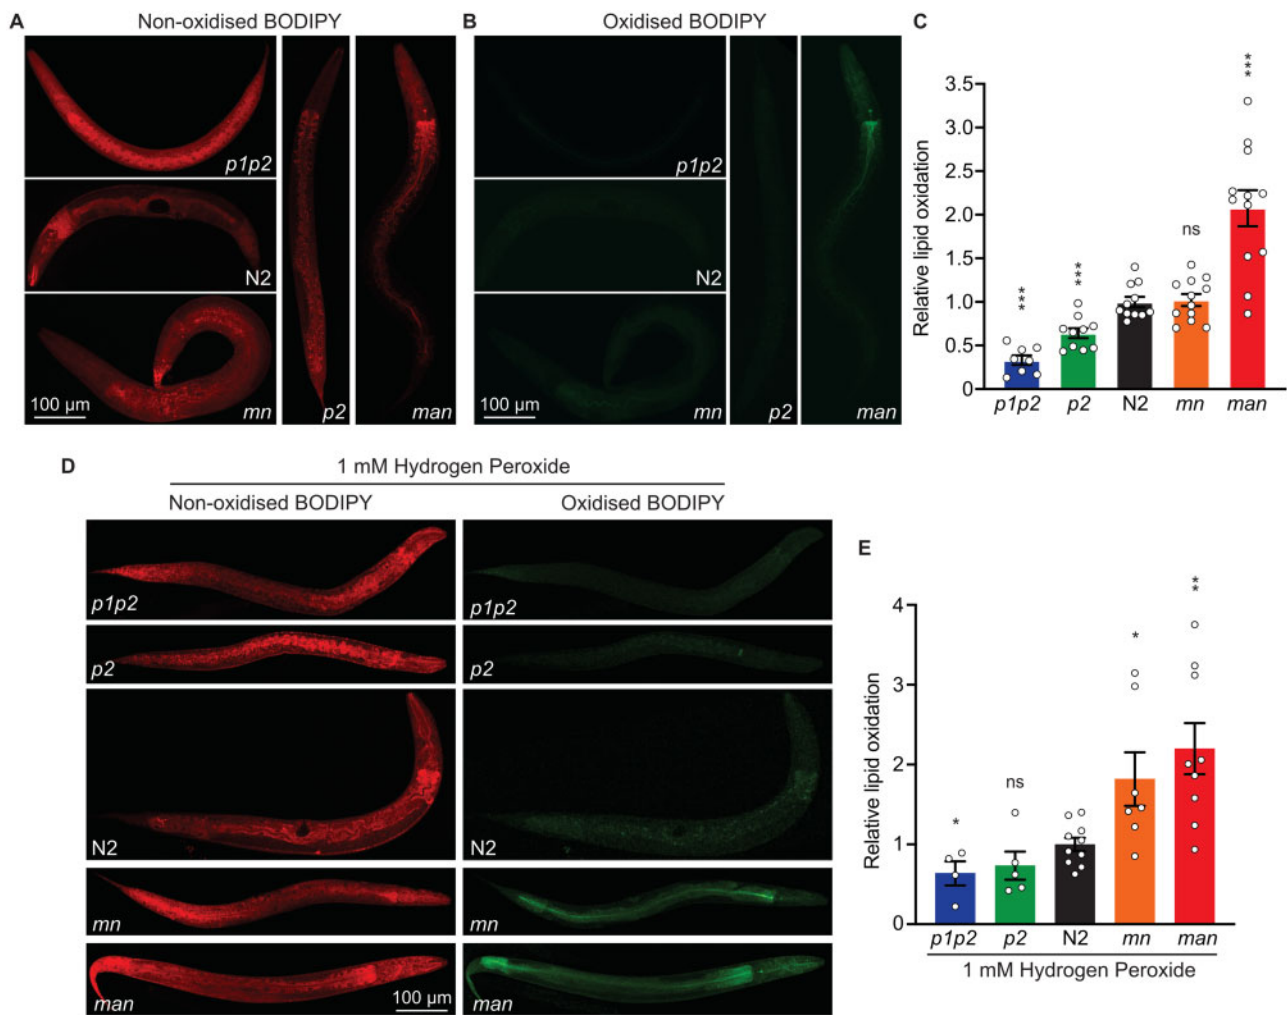 A
Non-oxidised BODIPY
p1p2
N2
100 µm
mn
p2
man
B
Oxidised BODIPY
p1p2
N2
100 µm
mn
p2
man
C
Relative lipid oxidation
3.5
3.0
2.5
2.0
1.5
1.0
0.5
0
***
***
ns
***
p1p2 p2 N2 mn man
D
1 mM Hydrogen Peroxide
Non-oxidised BODIPY
Oxidised BODIPY
p1p2
p1p2
p2
p2
N2
N2
mn
mn
man
100 µm
man
E
Relative lipid oxidation
4
3
2
1
0
*
ns
*
**
p1p2 p2 N2 mn man
1 mM Hydrogen Peroxide